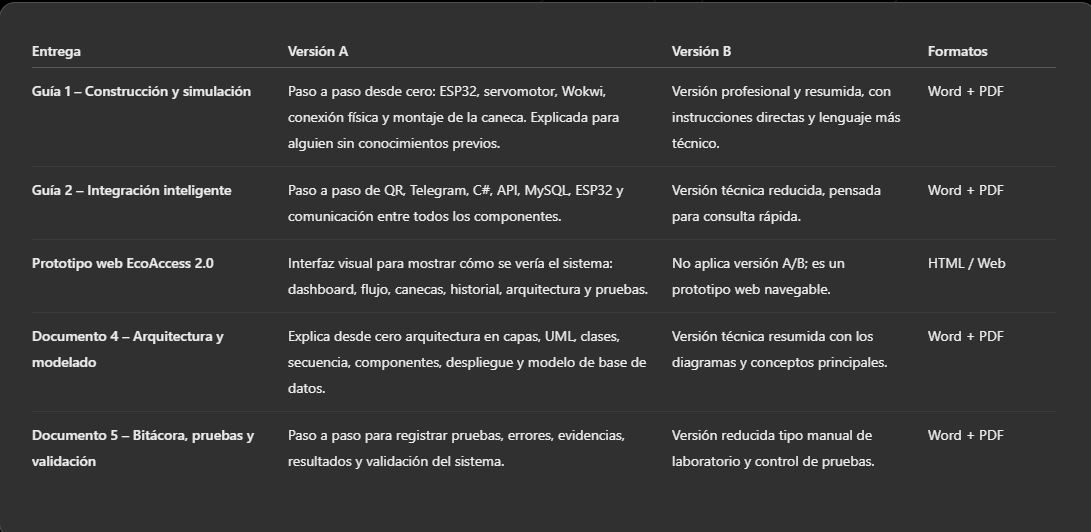 Entrega Versión A Versión B Formatos
Guía 1 – Construcción y simulación Paso a paso desde cero: ESP32, servomotor, Wokwi, Versión profesional y resumida, con Word + PDF
conexión física y montaje de la caneca. Explicada para instrucciones directas y lenguaje más
alguien sin conocimientos previos. técnico.
Guía 2 – Integración inteligente Paso a paso de QR, Telegram, C#, API, MySQL, ESP32 y Versión técnica reducida, pensada Word + PDF
comunicación entre todos los componentes. para consulta rápida.
Prototipo web EcoAccess 2.0 Interfaz visual para mostrar cómo se vería el sistema: No aplica versión A/B; es un HTML / Web
dashboard, flujo, canecas, historial, arquitectura y pruebas. prototipo web navegable.
Documento 4 – Arquitectura y Explica desde cero arquitectura en capas, UML, clases, Versión técnica resumida con los Word + PDF
modelado secuencia, componentes, despliegue y modelo de base de diagramas y conceptos principales.
datos.
Documento 5 – Bitácora, pruebas y Paso a paso para registrar pruebas, errores, evidencias, Versión reducida tipo manual de Word + PDF
validación resultados y validación del sistema. laboratorio y control de pruebas.